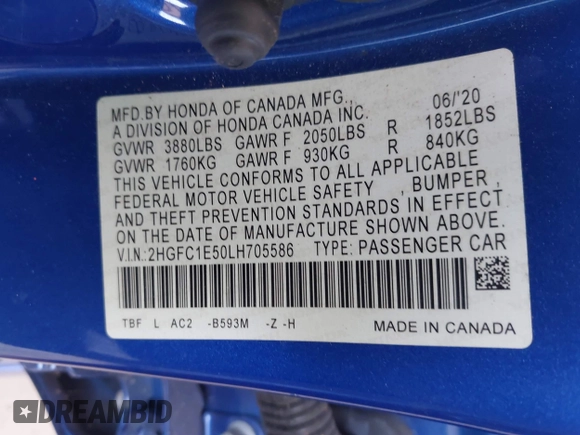 MFD.BY HONDA OF CANADA MFG., 06/'20
A DIVISION OF HONDA CANADA INC.
GVWR 3880LBS GAWR F 2050LBS R 1852LBS
GVWR 1760KG GAWR F 930KG R 840KG
THIS VEHICLE CONFORMS TO ALL APPLICABLE
FEDERAL MOTOR VEHICLE SAFETY , BUMPER ,
AND THEFT PREVENTION STANDARDS IN EFFECT
ON THE DATE OF MANUFACTURE SHOWN ABOVE.
V.I.N.:2HGFC1E50LH705586 TYPE: PASSENGER CAR
TBF L AC2 -B593M -Z -H MADE IN CANADA
DREAMBID